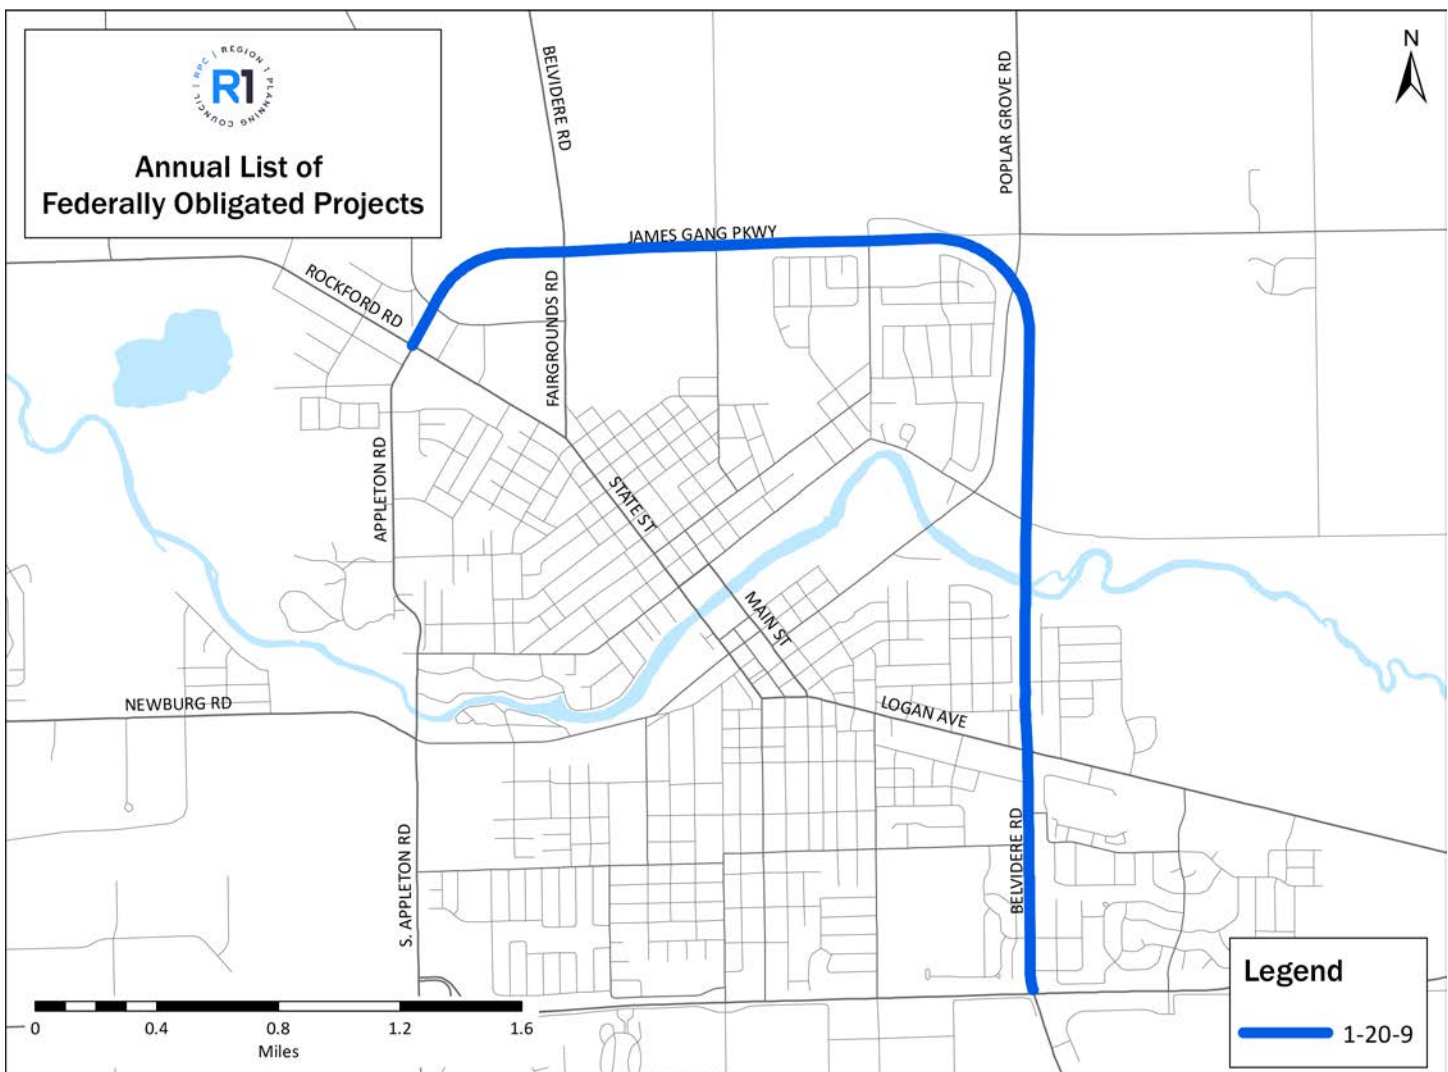 RPC | REGION 1 PLANNING COUNCIL |
R1
Annual List of
Federally Obligated Projects
N
BELVIDERE RD
POPLAR GROVE RD
JAMES GANG PKWY
ROCKFORD RD
FAIRGROUNDS RD
APPLETON RD
STATE ST
MAIN ST
NEWBURG RD
LOGAN AVE
S. APPLETON RD
BELVIDERE RD
Legend
1-20-9
0 0.4 0.8 1.2 1.6
Miles